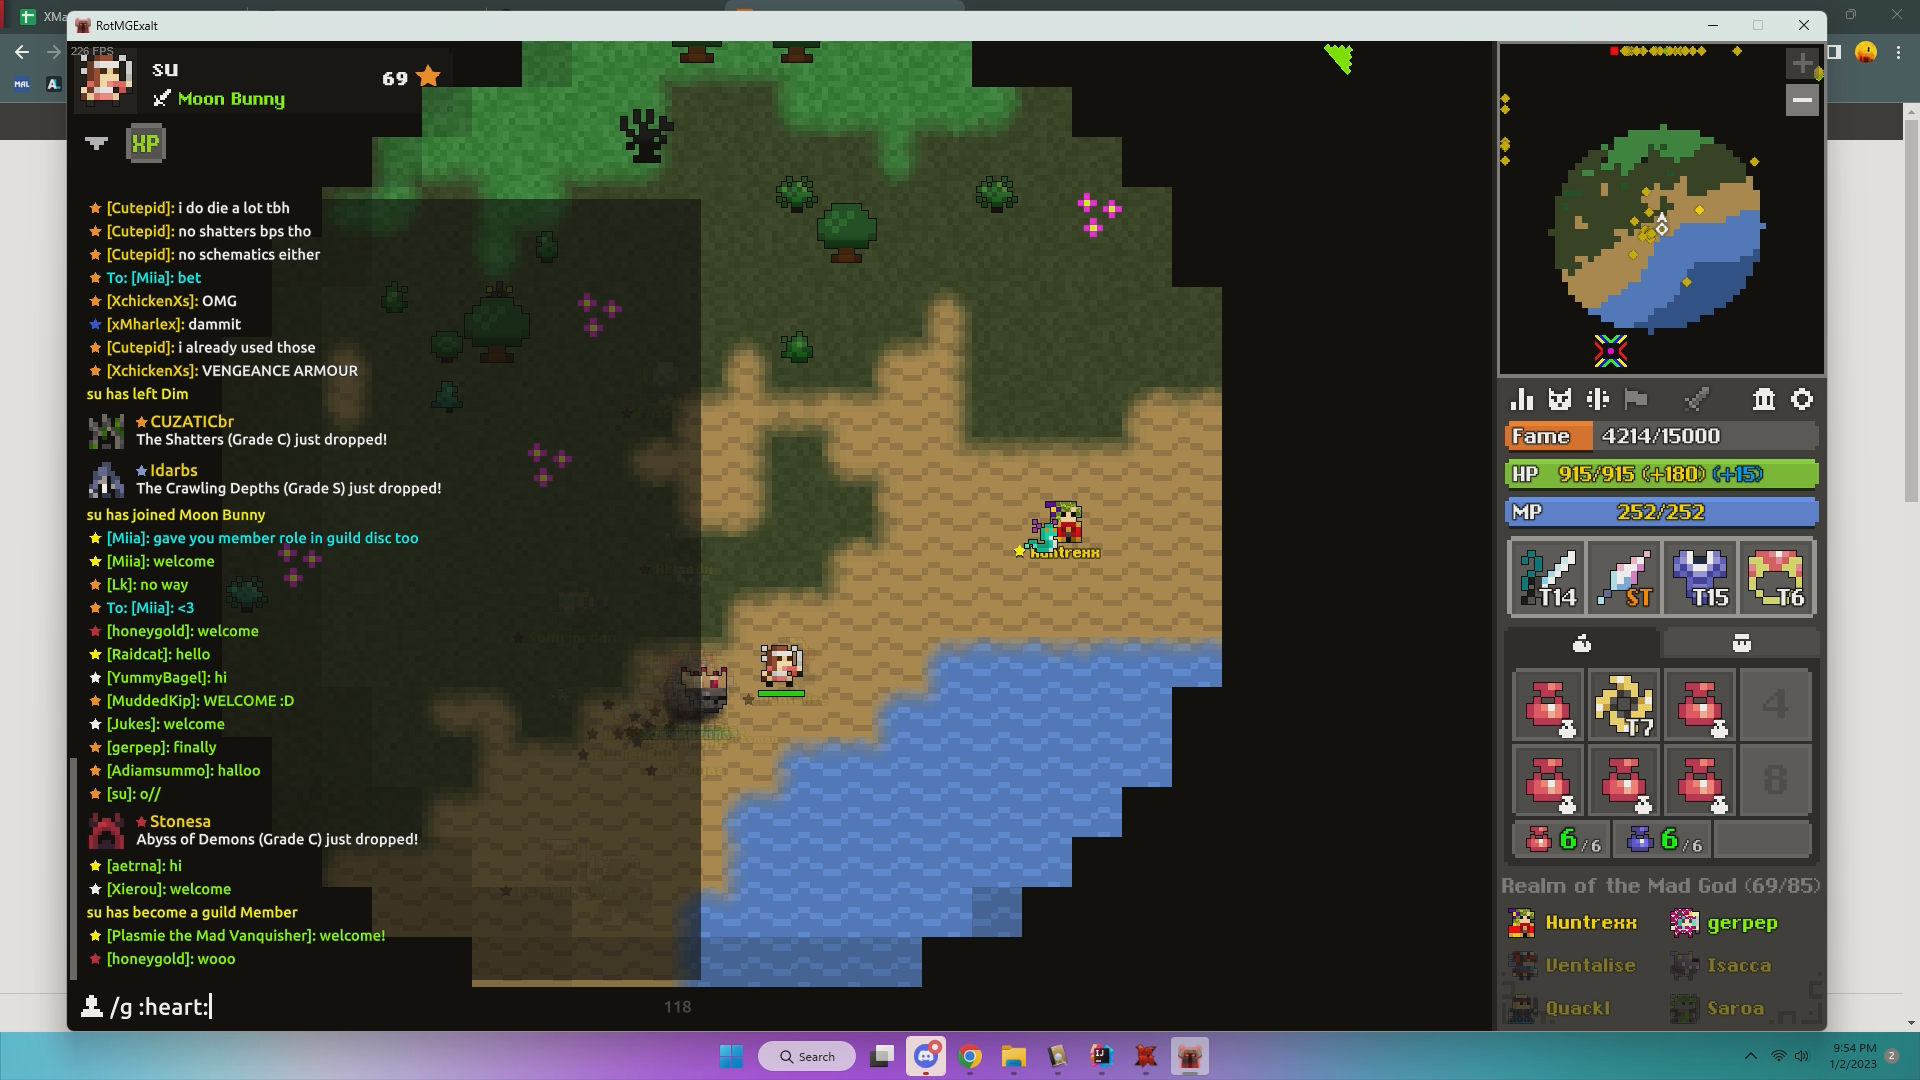 XMa
RotMGExalt
226 FPS
su
69
Moon Bunny
MAL
XP
[Cutepid]: i do die a lot tbh
[Cutepid]: no shatters bps tho
[Cutepid]: no schematics either
To: [Miia]: bet
[XchickenXs]: OMG
[xMharlex]: dammit
[Cutepid]: i already used those
[XchickenXs]: VENGEANCE ARMOUR
su has left Dim
CUZATICbr
The Shatters (Grade C) just dropped!
Idarbs
The Crawling Depths (Grade S) just dropped!
su has joined Moon Bunny
[Miia]: gave you member role in guild disc too
[Miia]: welcome
[Lk]: no way
To: [Miia]: <3
[honeygold]: welcome
[Raidcat]: hello
[YummyBagel]: hi
[MuddedKip]: WELCOME :D
[Jukes]: welcome
[gerpep]: finally
[Adiamsummo]: halloo
[su]: o//
Stonesa
Abyss of Demons (Grade C) just dropped!
[aetrna]: hi
[Xierou]: welcome
su has become a guild Member
[Plasmie the Mad Vanquisher]: welcome!
[honeygold]: wooo
/g :heart:
118
Huntrexx
Fame 4214/15000
HP 915/915 (+180) (+15)
MP 252/252
T14 ST T15 T6
T7 4
8
6/6 6/6
Realm of the Mad God (69/85)
Huntrexx gerpep
Ventalise Isacca
Quackl Saroa
Search
9:54 PM
1/2/2023
2